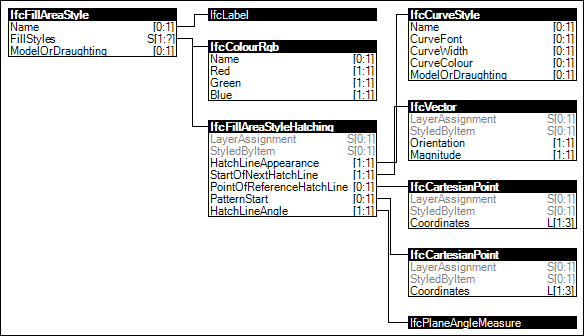 IfcFillAreaStyle
Name [0:1]
FillStyles S[1:?]
ModelOrDraughting [0:1]
IfcLabel
IfcColourRgb
Name [0:1]
Red [1:1]
Green [1:1]
Blue [1:1]
IfcFillAreaStyleHatching
LayerAssignment S[0:1]
StyledByItem S[0:1]
HatchLineAppearance [1:1]
StartOfNextHatchLine [1:1]
PointOfReferenceHatchLine [0:1]
PatternStart [0:1]
HatchLineAngle [1:1]
IfcCurveStyle
Name [0:1]
CurveFont [0:1]
CurveWidth [0:1]
CurveColour [0:1]
ModelOrDraughting [0:1]
IfcVector
LayerAssignment S[0:1]
StyledByItem S[0:1]
Orientation [1:1]
Magnitude [1:1]
IfcCartesianPoint
LayerAssignment S[0:1]
StyledByItem S[0:1]
Coordinates L[1:3]
IfcCartesianPoint
LayerAssignment S[0:1]
StyledByItem S[0:1]
Coordinates L[1:3]
IfcPlaneAngleMeasure